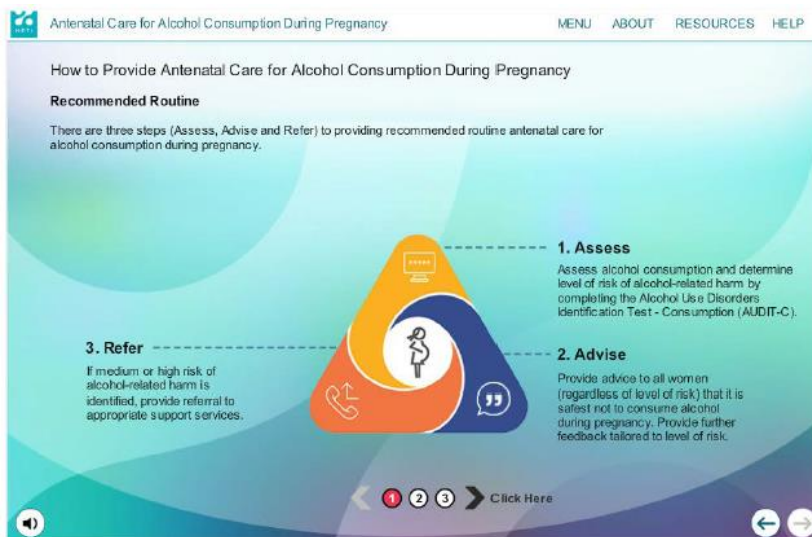 HETI
Antenatal Care for Alcohol Consumption During Pregnancy
MENU ABOUT RESOURCES HELP
How to Provide Antenatal Care for Alcohol Consumption During Pregnancy
Recommended Routine
There are three steps (Assess, Advise and Refer) to providing recommended routine antenatal care for
alcohol consumption during pregnancy.
1. Assess
Assess alcohol consumption and determine
level of risk of alcohol-related harm by
completing the Alcohol Use Disorders
Identification Test - Consumption (AUDIT-C).
2. Advise
Provide advice to all women
(regardless of level of risk) that it is
safest not to consume alcohol
during pregnancy. Provide further
feedback tailored to level of risk.
3. Refer
If medium or high risk of
alcohol-related harm is
identified, provide referral to
appropriate support services.
1 2 3 Click Here